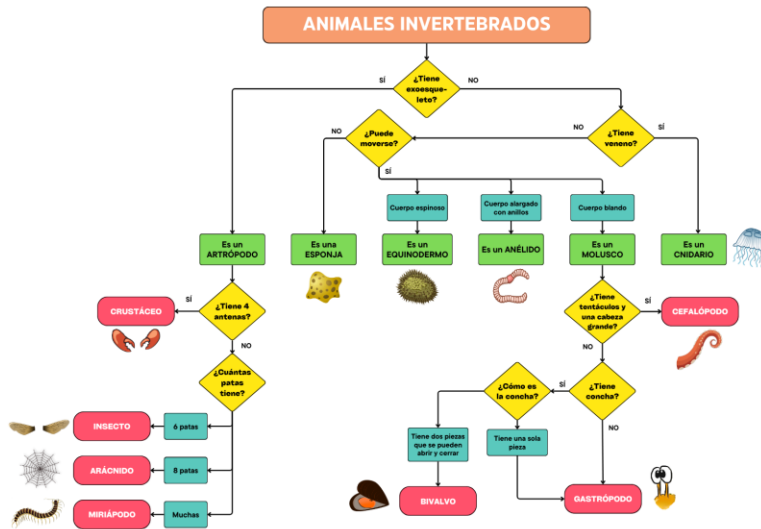 ANIMALES INVERTEBRADOS
¿Tiene
exoesque-
leto?
SÍ
NO
¿Puede
moverse?
NO
SÍ
¿Tiene
veneno?
NO
SÍ
Cuerpo espinoso
Cuerpo alargado
con anillos
Cuerpo blando
Es un
ARTRÓPODO
Es una
ESPONJA
Es un
EQUINODERMO
Es un ANÉLIDO
Es un
MOLUSCO
Es un
CNIDARIO
CRUSTÁCEO
SÍ
¿Tiene 4
antenas?
NO
¿Tiene
tentáculos y
una cabeza
grande?
SÍ
CEFALÓPODO
NO
¿Cuántas
patas
tiene?
¿Cómo es
la concha?
SÍ
¿Tiene
concha?
NO
INSECTO
6 patas
Tiene dos piezas
que se pueden
abrir y cerrar
Tiene una sola
pieza
ARÁCNIDO
8 patas
MIRIÁPODO
Muchas
BIVALVO
GASTRÓPODO